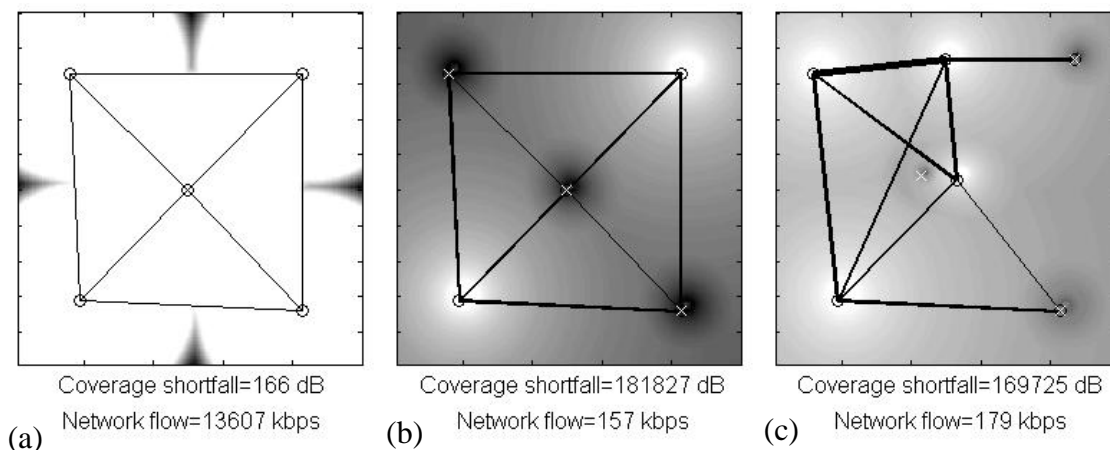 Coverage shortfall=166 dB
Network flow=13607 kbps
(a)
Coverage shortfall=181827 dB
Network flow=157 kbps
(b)
Coverage shortfall=169725 dB
Network flow=179 kbps
(c)